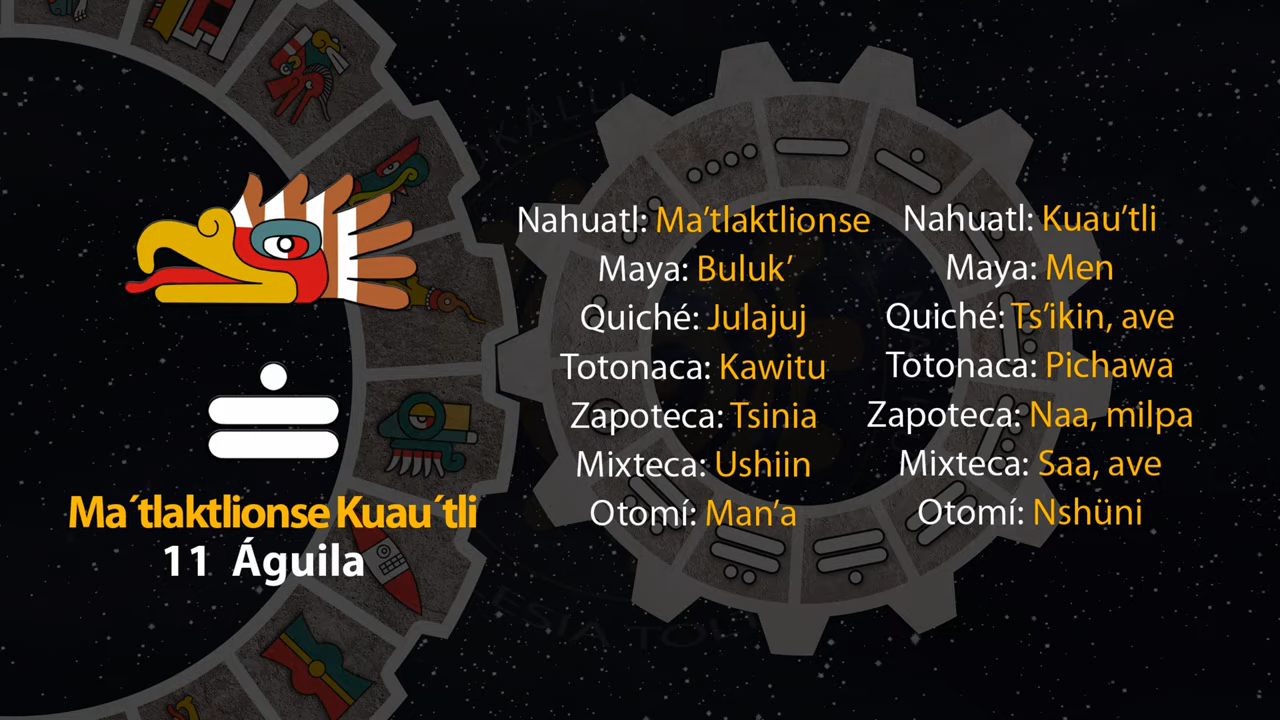 Ma´tlaktlionse Kuau´tli
11 Águila
Nahuatl: Ma’tlaktlionse
Maya: Buluk’
Quiché: Julajuj
Totonaca: Kawitu
Zapoteca: Tsinia
Mixteca: Ushiin
Otomí: Man’a
Nahuatl: Kuau’tli
Maya: Men
Quiché: Ts’ikin, ave
Totonaca: Pichawa
Zapoteca: Naa, milpa
Mixteca: Saa, ave
Otomí: Nshüni